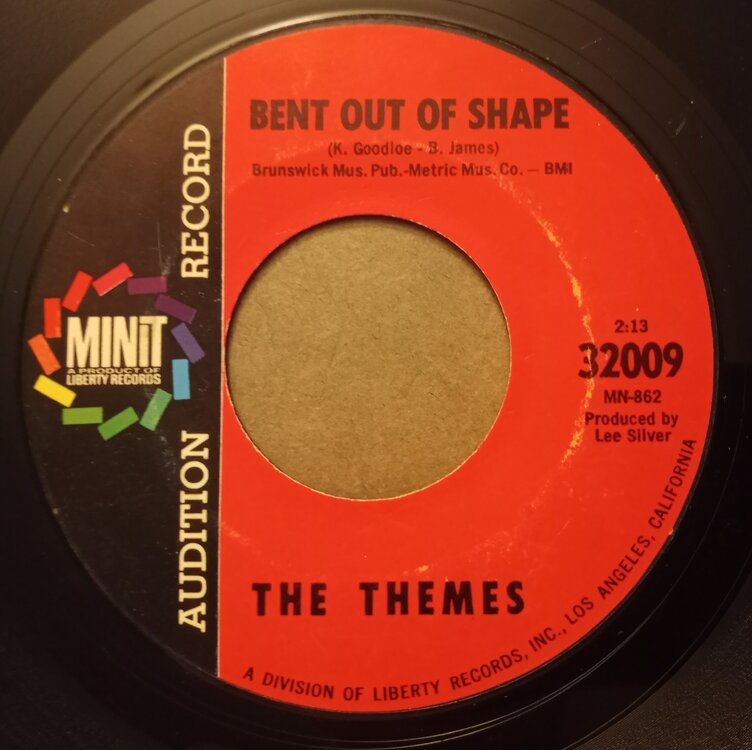 BENT OUT OF SHAPE
(K. Goodloe - B. James)
Brunswick Mus. Pub.-Metric Mus. Co. — BMI
AUDITION RECORD
MINIT
A PRODUCT OF
LIBERTY RECORDS
2:13
32009
MN-862
Produced by
Lee Silver
THE THEMES
A DIVISION OF LIBERTY RECORDS, INC., LOS ANGELES, CALIFORNIA